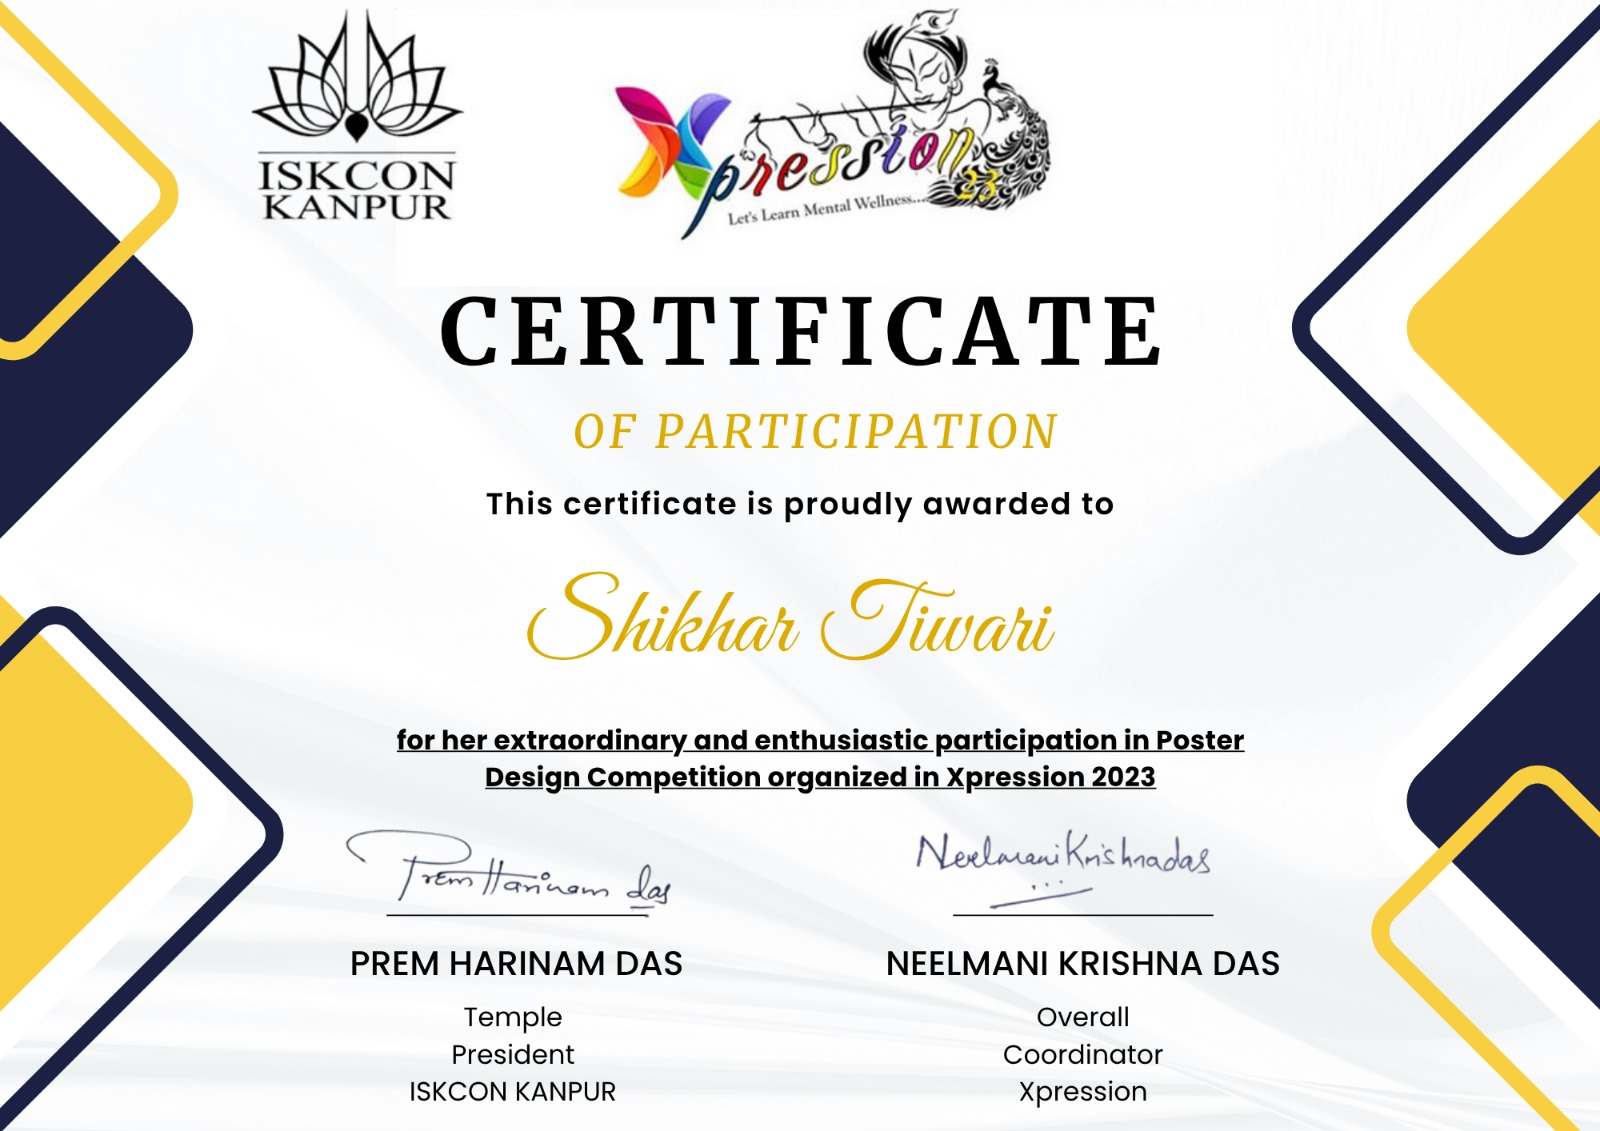 ISKCON
KANPUR
Xpression
23
Let's Learn Mental Wellness...
CERTIFICATE
OF PARTICIPATION
This certificate is proudly awarded to
Shikhar Tiwari
for her extraordinary and enthusiastic participation in Poster
Design Competition organized in Xpression 2023
Prem Harinam das
Neelmani Krishnadas
PREM HARINAM DAS
NEELMANI KRISHNA DAS
Temple
President
ISKCON KANPUR
Overall
Coordinator
Xpression